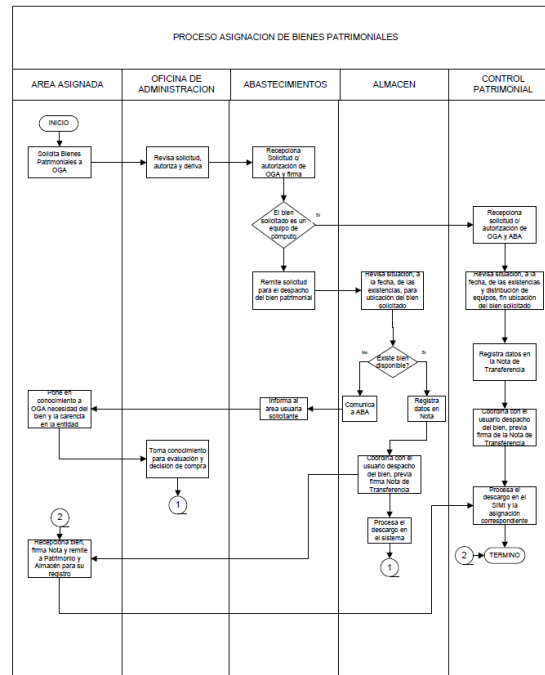 PROCESO ASIGNACION DE BIENES PATRIMONIALES
AREA ASIGNADA
OFICINA DE
ADMINISTRACION
ABASTECIMIENTOS
ALMACEN
CONTROL
PATRIMONIAL
INICIO
Solicita Bienes
Patrimoniales a
OGA
Revisa solicitud,
autoriza y deriva
Recepciona
Solicitud c/
autorización de
OGA y firma
El bien
solicitado es un
equipo de
cómputo
Si
Recepciona
solicitud c/
autorización de
OGA y ABA
Remite solicitud
para el despacho
del bien patrimonial
Revisa situación, a
la fecha, de las
existencias, para
ubicación del bien
solicitado
Revisa situación, a la
fecha, de las existencias
y distribución de
equipos, fin ubicación
del bien solicitado
Existe bien
disponible?
No
Si
Registra datos en
la Nota de
Transferencia
Pone en
conocimiento a
OGA necesidad del
bien y la carencia
en la entidad
Informa al
área usuaria
solicitante
Comunica
a ABA
Registra
datos en
Nota
Coordina con el
usuario despacho
del bien, previa
firma de la Nota de
Transferencia
Toma conocimiento
para evaluación y
decisión de compra
Coordina con el
usuario despacho
del bien, previa
firma Nota de
Transferencia
1
Procesa el
descargo en el
SIMI y la
asignación
correspondiente
2
Procesa el
descargo en
el sistema
Recepciona bien,
firma Nota y remite
a Patrimonio y
Almacén para su
registro
1
2
TERMINO